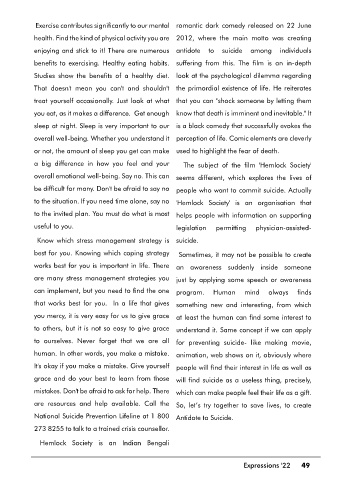 Exercise contributes significantly to our mental
health. Find the kind of physical activity you are
enjoying and stick to it! There are numerous
benefits to exercising. Healthy eating habits.
Studies show the benefits of a healthy diet.
That doesn't mean you can't and shouldn't
treat yourself occasionally. Just look at what
you eat, as it makes a difference. Get enough
sleep at night. Sleep is very important to our
overall well-being. Whether you understand it
or not, the amount of sleep you get can make
a big difference in how you feel and your
overall emotional well-being. Say no. This can
be difficult for many. Don't be afraid to say no
to the situation. If you need time alone, say no
to the invited plan. You must do what is most
useful to you.
Know which stress management strategy is
best for you. Knowing which coping strategy
works best for you is important in life. There
are many stress management strategies you
can implement, but you need to find the one
that works best for you. In a life that gives
you mercy, it is very easy for us to give grace
to others, but it is not so easy to give grace
to ourselves. Never forget that we are all
human. In other words, you make a mistake.
It's okay if you make a mistake. Give yourself
grace and do your best to learn from those
mistakes. Don't be afraid to ask for help. There
are resources and help available. Call the
National Suicide Prevention Lifeline at 1 800
273 8255 to talk to a trained crisis counsellor.
Hemlock Society is an Indian Bengali
romantic dark comedy released on 22 June
2012, where the main motto was creating
antidote to suicide among individuals
suffering from this. The film is an in-depth
look at the psychological dilemma regarding
the primordial existence of life. He reiterates
that you can "shock someone by letting them
know that death is imminent and inevitable." It
is a black comedy that successfully evokes the
perception of life. Comic elements are cleverly
used to highlight the fear of death.
The subject of the film 'Hemlock Society'
seems different, which explores the lives of
people who want to commit suicide. Actually
'Hemlock Society' is an organisation that
helps people with information on supporting
legislation permitting physician-assisted-
suicide.
Sometimes, it may not be possible to create
an awareness suddenly inside someone
just by applying some speech or awareness
program. Human mind always finds
something new and interesting, from which
at least the human can find some interest to
understand it. Same concept if we can apply
for preventing suicide- like making movie,
animation, web shows on it, obviously where
people will find their interest in life as well as
will find suicide as a useless thing, precisely,
which can make people feel their life as a gift.
So, let's try together to save lives, to create
Antidote to Suicide.
Expressions '22 49